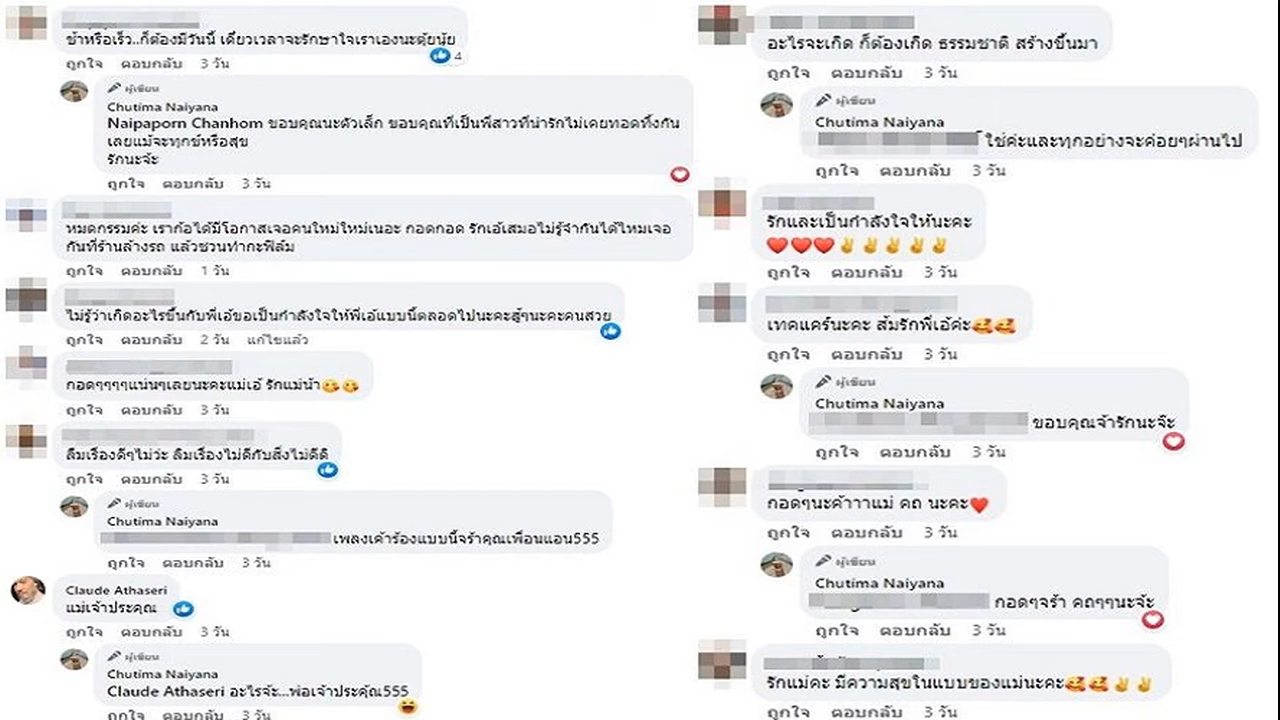 ช้าหรือเร็ว..ก็ต้องมีวันนี้ เดี๋ยวเวลาจะรักษาใจเราเองนะตุ้ยนุ้ย
4
ถูกใจ ตอบกลับ 3 วัน
ผู้เขียน
Chutima Naiyana
Naipaporn Chanhom ขอบคุณนะตัวเล็ก ขอบคุณที่เป็นพี่สาวที่น่ารักไม่เคยทอดทิ้งกัน
เลยแม้จะทุกข์หรือสุข
รักนะจ้ะ
ถูกใจ ตอบกลับ 3 วัน
หมดกรรมค่ะ เราก้อได้มีโอกาสเจอคนใหม่ใหม่เนอะ กอดกอด รักเอ้เสมอไม่รู้จำกันได้ไหมเจอ
กันที่ร้านล้างรถ แล้วชวนทำกะฟิล์ม
ถูกใจ ตอบกลับ 1 วัน
ไม่รู้ว่าเกิดอะไรขึ้นกับพี่เอ้ขอเป็นกำลังใจให้พี่เอ้แบบนี้ตลอดไปนะคะสู้ๆนะคะคนสวย
ถูกใจ ตอบกลับ 2 วัน แก้ไขแล้ว
กอดๆๆๆๆแน่นๆเลยนะคะแม่เอ้ รักแม่น้า😘😘
ถูกใจ ตอบกลับ 3 วัน
ลืมเรื่องดีๆไม่ว่ะ ลืมเรื่องไม่ดีกับสิ่งไม่ดีดิ
ถูกใจ ตอบกลับ 3 วัน
ผู้เขียน
Chutima Naiyana
เพลงเค้าร้องแบบนี้จร้าคุณเพื่อนแอน555
ถูกใจ ตอบกลับ 3 วัน
Claude Athaseri
แม่เจ้าประคุณ
ถูกใจ ตอบกลับ 3 วัน
ผู้เขียน
Chutima Naiyana
Claude Athaseri อะไรจ้ะ...พ่อเจ้าประคุ้ณ555
ถูกใจ ตอบกลับ 3 วัน
อะไรจะเกิด ก็ต้องเกิด ธรรมชาติ สร้างขึ้นมา
ถูกใจ ตอบกลับ 3 วัน
ผู้เขียน
Chutima Naiyana
ใช่ค่ะและทุกอย่างจะค่อยๆผ่านไป
ถูกใจ ตอบกลับ 3 วัน
รักและเป็นกำลังใจให้นะคะ
❤️❤️❤️✌️✌️✌️✌️✌️
ถูกใจ ตอบกลับ 3 วัน
เทคแคร์นะคะ ส้มรักพี่เอ้ค่ะ🥰🥰
ถูกใจ ตอบกลับ 3 วัน
ผู้เขียน
Chutima Naiyana
ขอบคุณจ้ารักนะจ๊ะ
ถูกใจ ตอบกลับ 3 วัน
กอดๆนะค้าาาแม่ คถ นะคะ❤️
ถูกใจ ตอบกลับ 3 วัน
ผู้เขียน
Chutima Naiyana
กอดๆจร้า คถๆๆนะจ้ะ
ถูกใจ ตอบกลับ 3 วัน
รักแม่คะ มีความสุขในแบบของแม่นะคะ🥰🥰✌️✌️
ถูกใจ ตอบกลับ 3 วัน